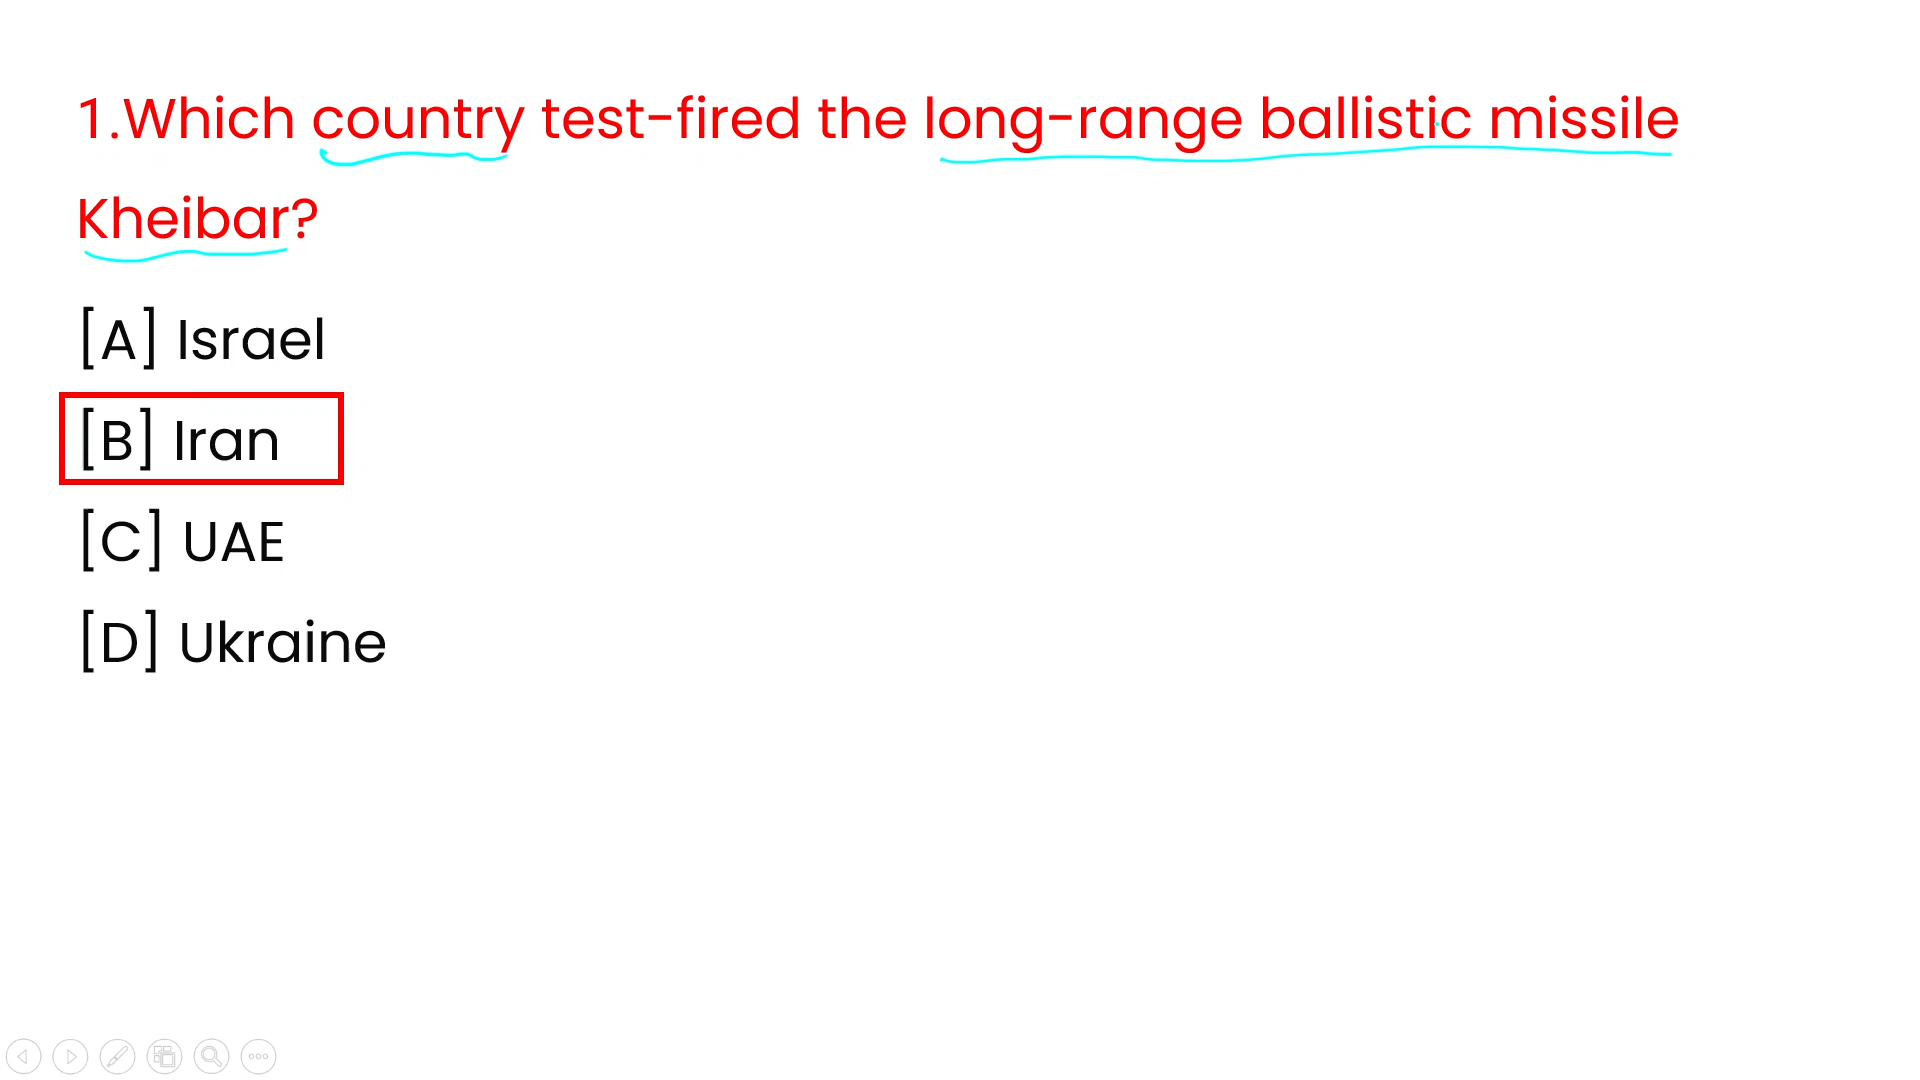 1.Which country test-fired the long-range ballistic missile
Kheibar?
[A] Israel
[B] Iran
[C] UAE
[D] Ukraine